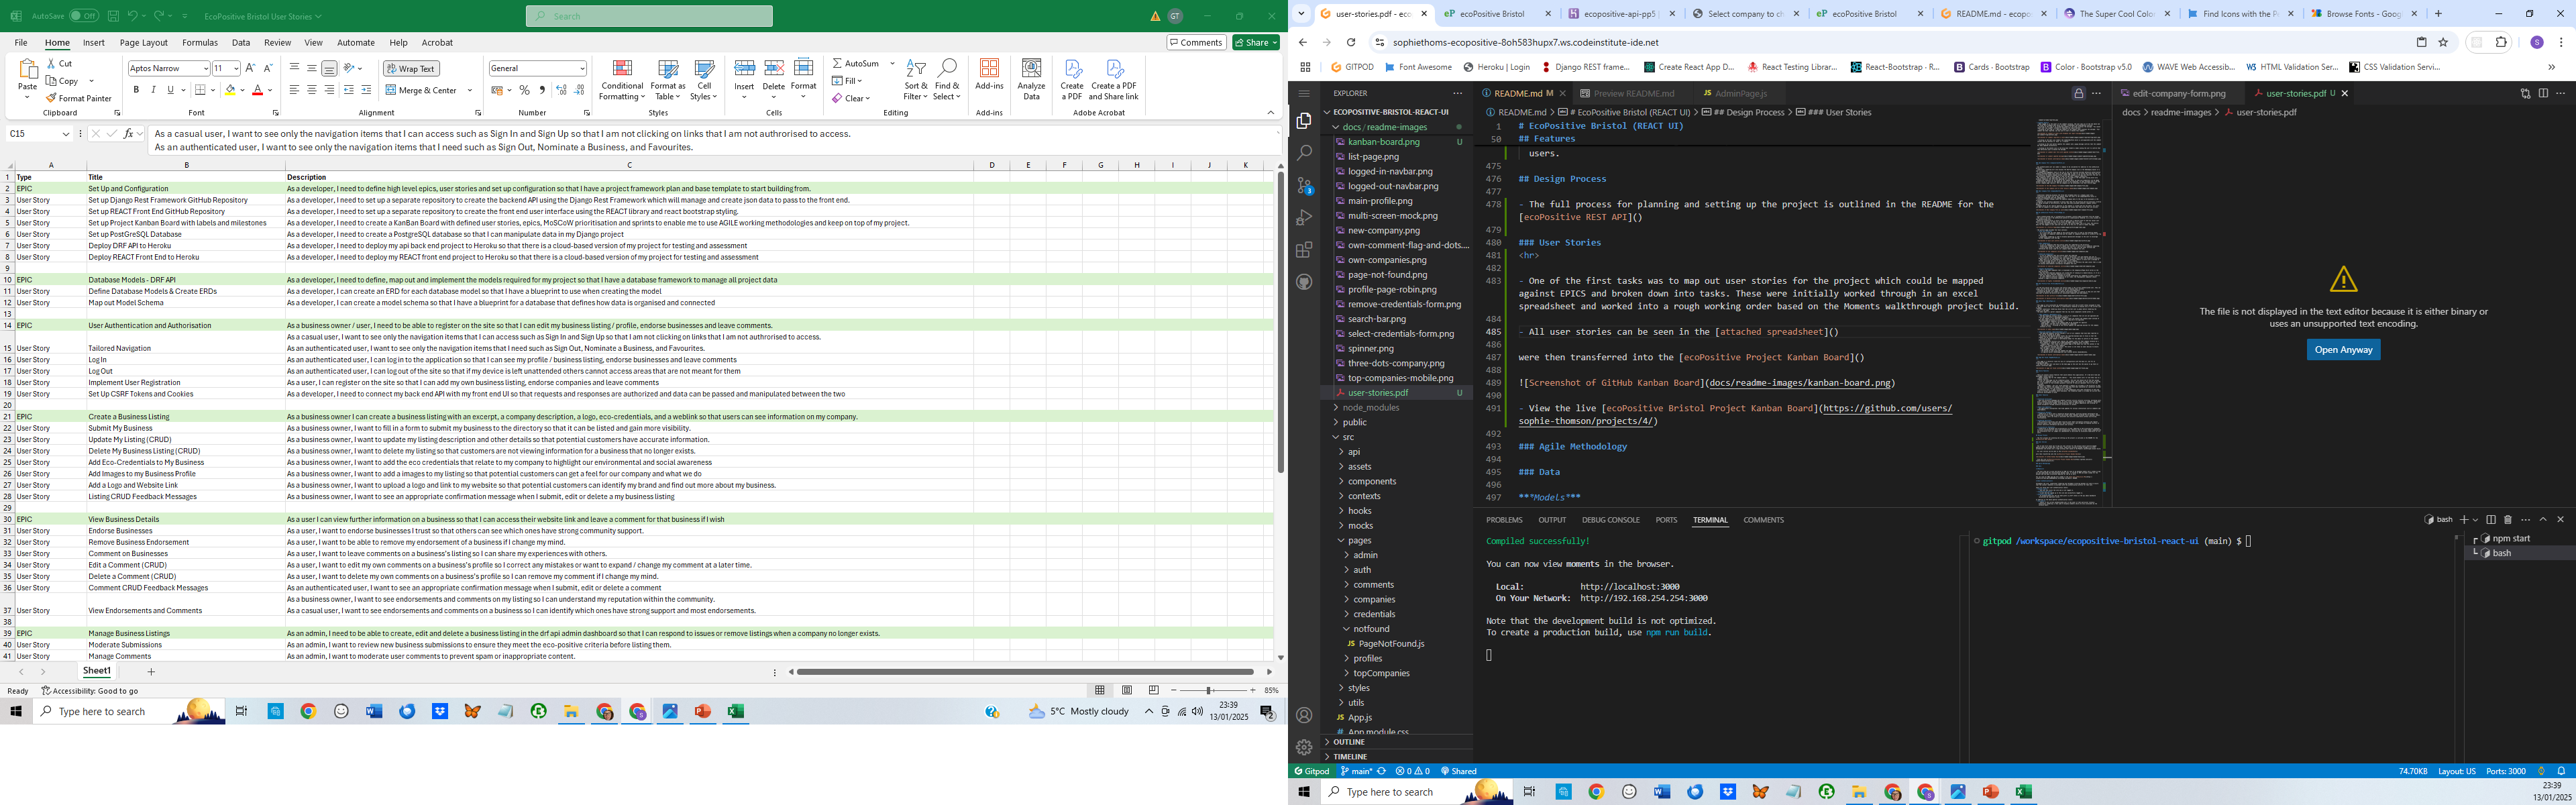 AutoSave Off EcoPositive Bristol User Stories Search GT
File Home Insert Page Layout Formulas Data Review View Automate Help Acrobat Comments Share
Paste Cut Copy Format Painter Clipboard
Aptos Narrow 11 Font
Wrap Text Merge & Center Alignment
General Number
Conditional Formatting Format as Table Cell Styles Styles
Insert Delete Format Cells
AutoSum Fill Clear Sort & Filter Find & Select Editing
Add-ins Add-ins Analyze Data
Create a PDF Create a PDF and Share link Adobe Acrobat
C15 As a casual user, I want to see only the navigation items that I can access such as Sign In and Sign Up so that I am not clicking on links that I am not authrorised to access.
As an authenticated user, I want to see only the navigation items that I need such as Sign Out, Nominate a Business, and Favourites.
A B C D E F G H I J K
1 Type Title Description
2 EPIC Set Up and Configuration As a developer, I need to define high level epics, user stories and set up configuration so that I have a project framework plan and base template to start building from.
3 User Story Set up Django Rest Framework GitHub Repository As a developer, I need to set up a separate repository to create the backend API using the Django Rest Framework which will manage and create json data to pass to the front end.
4 User Story Set up REACT Front End GitHub Repository As a developer, I need to set up a separate repository to create the front end user interface using the REACT library and react bootstrap styling.
5 User Story Set up Project Kanban Board with labels and milestones As a developer, I need to create a KanBan Board with defined user stories, epics, MoSCoW prioritisation and sprints to enable me to use AGILE working methodologies and keep on top of my project.
6 User Story Set up PostGreSQL Database As a developer, I need to create a PostgreSQL database so that I can manipulate data in my Django project
7 User Story Deploy DRF API to Heroku As a developer, I need to deploy my api back end project to Heroku so that there is a cloud-based version of my project for testing and assessment
8 User Story Deploy REACT Front End to Heroku As a developer, I need to deploy my REACT front end project to Heroku so that there is a cloud-based version of my project for testing and assessment
9
10 EPIC Database Models - DRF API As a developer, I need to define, map out and implement the models required for my project so that I have a database framework to manage all project data
11 User Story Define Database Models & Create ERDs As a developer, I can create an ERD for each database model so that I have a blueprint to use when creating the model
12 User Story Map out Model Schema As a developer, I can create a model schema so that I have a blueprint for a database that defines how data is organised and connected
13
14 EPIC User Authentication and Authorisation As a business owner / user, I need to be able to register on the site so that I can edit my business listing / profile, endorse businesses and leave comments.
As a casual user, I want to see only the navigation items that I can access such as Sign In and Sign Up so that I am not clicking on links that I am not authrorised to access.
15 User Story Tailored Navigation As an authenticated user, I want to see only the navigation items that I need such as Sign Out, Nominate a Business, and Favourites.
16 User Story Log In As an authenticated user, I can log in to the application so that I can see my profile / business listing, endorse businesses and leave comments
17 User Story Log Out As an authenticated user, I can log out of the site so that if my device is left unattended others cannot access areas that are not meant for them
18 User Story Implement User Registration As a user, I can register on the site so that I can add my own business listing, endorse companies and leave comments
19 User Story Set Up CSRF Tokens and Cookies As a developer, I need to connect my back end API with my front end UI so that requests and responses are authorized and data can be passed and manipulated between the two
20
21 EPIC Create a Business Listing As a business owner I can create a business listing with an excerpt, a company description, a logo, eco-credentials, and a weblink so that users can see information on my company.
22 User Story Submit My Business As a business owner, I want to fill in a form to submit my business to the directory so that it can be listed and gain more visibility.
23 User Story Update My Listing (CRUD) As a business owner, I want to update my listing description and other details so that potential customers have accurate information.
24 User Story Delete My Business Listing (CRUD) As a business owner, I want to delete my listing so that customers are not viewing information for a business that no longer exists.
25 User Story Add Eco-Credentials to My Business As a business owner, I want to add the eco credentials that relate to my company to highlight our environmental and social awareness
26 User Story Add Images to my Business Profile As a business owner, I want to add a images to my listing so that potential customers can get a feel for our company and what we do
27 User Story Add a Logo and Website Link As a business owner, I want to upload a logo and link to my website so that potential customers can identify my brand and find out more about my business.
28 User Story Listing CRUD Feedback Messages As a business owner, I want to see an appropriate confirmation message when I submit, edit or delete a my business listing
29
30 EPIC View Business Details As a user I can view further information on a business so that I can access their website link and leave a comment for that business if I wish
31 User Story Endorse Businesses As a user, I want to endorse businesses I trust so that others can see which ones have strong community support.
32 User Story Remove Business Endorsement As a user, I want to be able to remove my endorsement of a business if I change my mind.
33 User Story Comment on Businesses As a user, I want to leave comments on a business's listing so I can share my experiences with others.
34 User Story Edit a Comment (CRUD) As a user, I want to edit my own comments on a business's profile so I correct any mistakes or want to expand / change my comment at a later time.
35 User Story Delete a Comment (CRUD) As a user, I want to delete my own comments on a business's profile so I can remove my comment if I change my mind.
36 User Story Comment CRUD Feedback Messages As an authenticated user, I want to see an appropriate confirmation message when I submit, edit or delete a comment
As a business owner, I want to see endorsements and comments on my listing so I can understand my reputation within the community.
37 User Story View Endorsements and Comments As a casual user, I want to see endorsements and comments on a business so I can identify which ones have strong support and most endorsements.
38
39 EPIC Manage Business Listings As an admin, I need to be able to create, edit and delete a business listing in the drf api admin dashboard so that I can respond to issues or remove listings when a company no longer exists.
40 User Story Moderate Submissions As an admin, I want to review new business submissions to ensure they meet the eco-positive criteria before listing them.
41 User Story Manage Comments As an admin, I want to moderate user comments to prevent spam or inappropriate content.
Sheet1
Ready Accessibility: Good to go 85%
Type here to search 5°C Mostly cloudy 23:39 13/01/2025 2
user-stories.pdf - eco ecoPositive Bristol ecopositive-api-pp5 Select company to ch ecoPositive Bristol README.md - ecopo The Super Cool Color Find Icons with the P Browse Fonts - Goog
sophiethoms-ecopositive-8oh583hupx7.ws.codeinstitute-ide.net S
GITPOD Font Awesome Heroku | Login Django REST frame... Create React App D... React Testing Librar... React-Bootstrap · R... Cards · Bootstrap Color · Bootstrap v5.0 WAVE Web Accessib... HTML Validation Ser... CSS Validation Servi...
EXPLORER
ECOPOSITIVE-BRISTOL-REACT-UI
docs / readme-images
kanban-board.png U
list-page.png
logged-in-navbar.png
logged-out-navbar.png
main-profile.png
multi-screen-mock.png
new-company.png
own-comment-flag-and-dots....
own-companies.png
page-not-found.png
profile-page-robin.png
remove-credentials-form.png
search-bar.png
select-credentials-form.png
spinner.png
three-dots-company.png
top-companies-mobile.png
user-stories.pdf U
node_modules
public
src
api
assets
components
contexts
hooks
mocks
pages
admin
auth
comments
companies
credentials
notfound
PageNotFound.js
profiles
topCompanies
styles
utils
App.js
App.module.css
OUTLINE
TIMELINE
README.md M Preview README.md AdminPage.js
README.md > # EcoPositive Bristol (REACT UI) > ## Design Process > ### User Stories
1 # EcoPositive Bristol (REACT UI)
50 ## Features
users.
475
476 ## Design Process
477
478 - The full process for planning and setting up the project is outlined in the README for the
[ecoPositive REST API]()
479
480 ### User Stories
481 <hr>
482
483 - One of the first tasks was to map out user stories for the project which could be mapped
against EPICS and broken down into tasks. These were initially worked through in an excel
spreadsheet and worked into a rough working order based on the Moments walkthrough project build.
484
485 - All user stories can be seen in the [attached spreadsheet]()
486
487 were then transferred into the [ecoPositive Project Kanban Board]()
488
489 ![Screenshot of GitHub Kanban Board](docs/readme-images/kanban-board.png)
490
491 - View the live [ecoPositive Bristol Project Kanban Board](https://github.com/users/
sophie-thomson/projects/4/)
492
493 ### Agile Methodology
494
495 ### Data
496
497 ***Models***
edit-company-form.png user-stories.pdf U
docs > readme-images > user-stories.pdf
The file is not displayed in the text editor because it is either binary or
uses an unsupported text encoding.
Open Anyway
PROBLEMS OUTPUT DEBUG CONSOLE PORTS TERMINAL COMMENTS bash
Compiled successfully!
You can now view moments in the browser.
Local: http://localhost:3000
On Your Network: http://192.168.254.254:3000
Note that the development build is not optimized.
To create a production build, use npm run build.
gitpod /workspace/ecopositive-bristol-react-ui (main) $
npm start
bash
Gitpod main* 0 0 Shared 74.70KB Layout: US Ports: 3000
Type here to search 23:39 13/01/2025